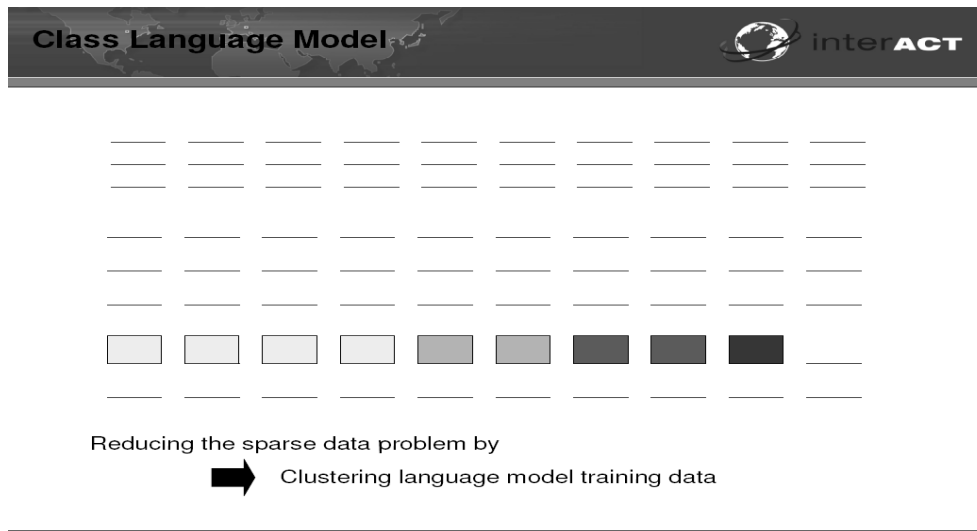 Class Language Model
interACT
Reducing the sparse data problem by
Clustering language model training data